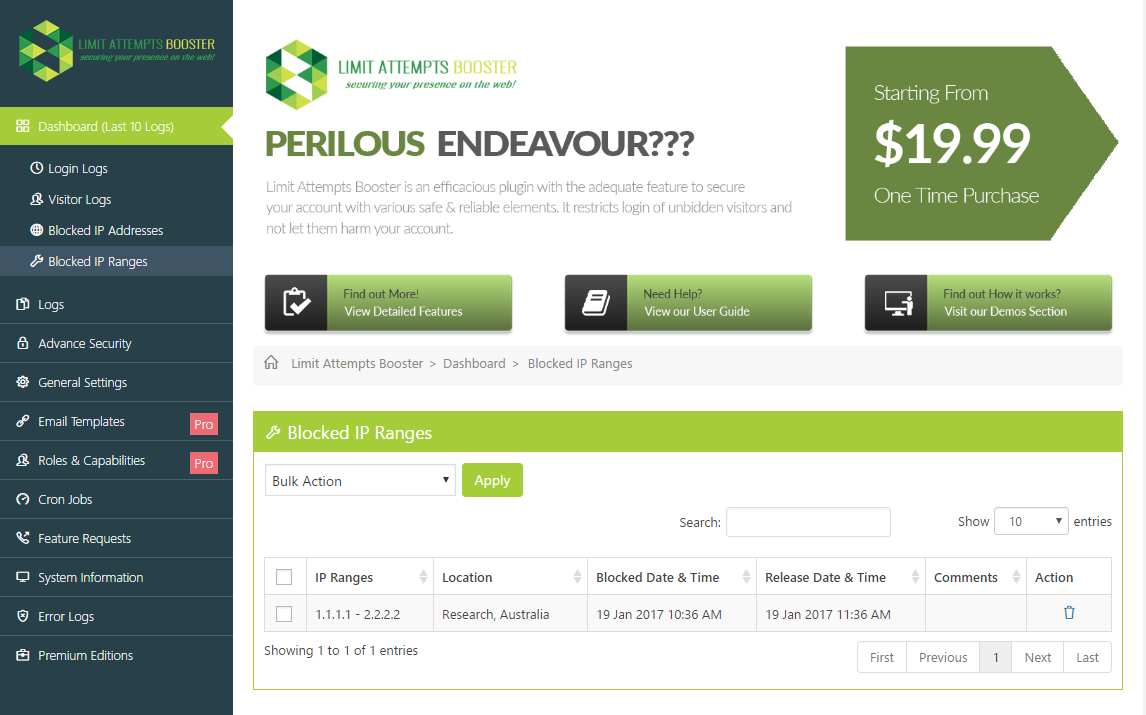 LIMIT ATTEMPTS BOOSTER
securing your presence on the web!
Dashboard (Last 10 Logs)
Login Logs
Visitor Logs
Blocked IP Addresses
Blocked IP Ranges
Logs
Advance Security
General Settings
Email Templates Pro
Roles & Capabilities Pro
Cron Jobs
Feature Requests
System Information
Error Logs
Premium Editions
LIMIT ATTEMPTS BOOSTER
securing your presence on the web!
PERILOUS ENDEAVOUR???
Limit Attempts Booster is an efficacious plugin with the adequate feature to secure
your account with various safe & reliable elements. It restricts login of unbidden visitors and
not let them harm your account.
Starting From
$19.99
One Time Purchase
Find out More!
View Detailed Features
Need Help?
View our User Guide
Find out How it works?
Visit our Demos Section
Limit Attempts Booster > Dashboard > Blocked IP Ranges
Blocked IP Ranges
Bulk Action Apply
Search: Show 10 entries
IP Ranges Location Blocked Date & Time Release Date & Time Comments Action
1.1.1.1 - 2.2.2.2 Research, Australia 19 Jan 2017 10:36 AM 19 Jan 2017 11:36 AM
Showing 1 to 1 of 1 entries
First Previous 1 Next Last